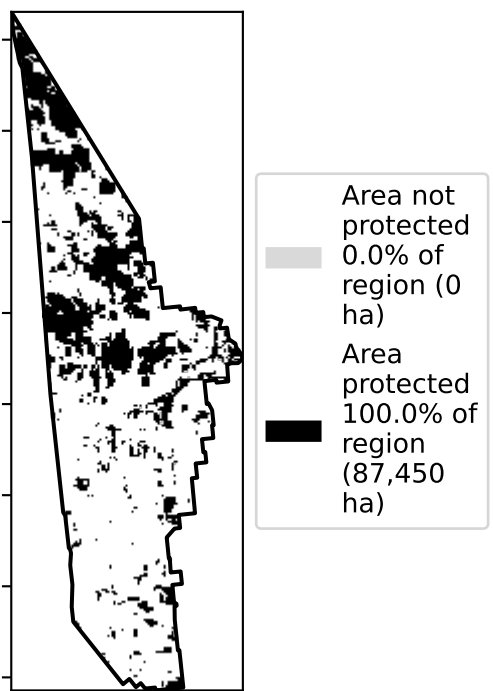 Area not
protected
0.0% of
region (0
ha)
Area
protected
100.0% of
region
(87,450
ha)